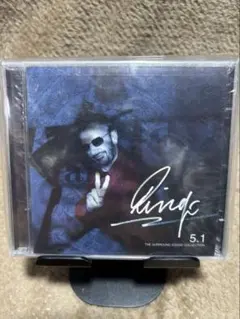 Ringo
5.1
THE SURROUND SOUND COLLECTION